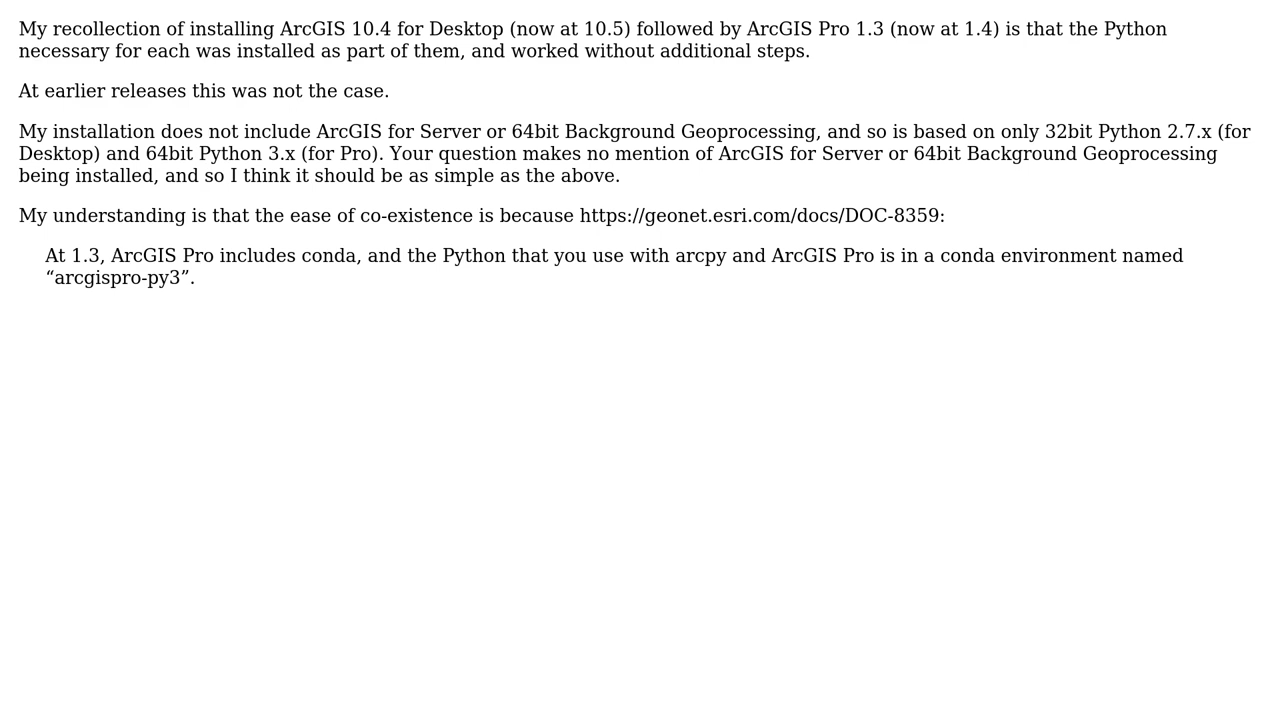 My recollection of installing ArcGIS 10.4 for Desktop (now at 10.5) followed by ArcGIS Pro 1.3 (now at 1.4) is that the Python
necessary for each was installed as part of them, and worked without additional steps.
At earlier releases this was not the case.
My installation does not include ArcGIS for Server or 64bit Background Geoprocessing, and so is based on only 32bit Python 2.7.x (for
Desktop) and 64bit Python 3.x (for Pro). Your question makes no mention of ArcGIS for Server or 64bit Background Geoprocessing
being installed, and so I think it should be as simple as the above.
My understanding is that the ease of co-existence is because https://geonet.esri.com/docs/DOC-8359:
At 1.3, ArcGIS Pro includes conda, and the Python that you use with arcpy and ArcGIS Pro is in a conda environment named
“arcgispro-py3”.